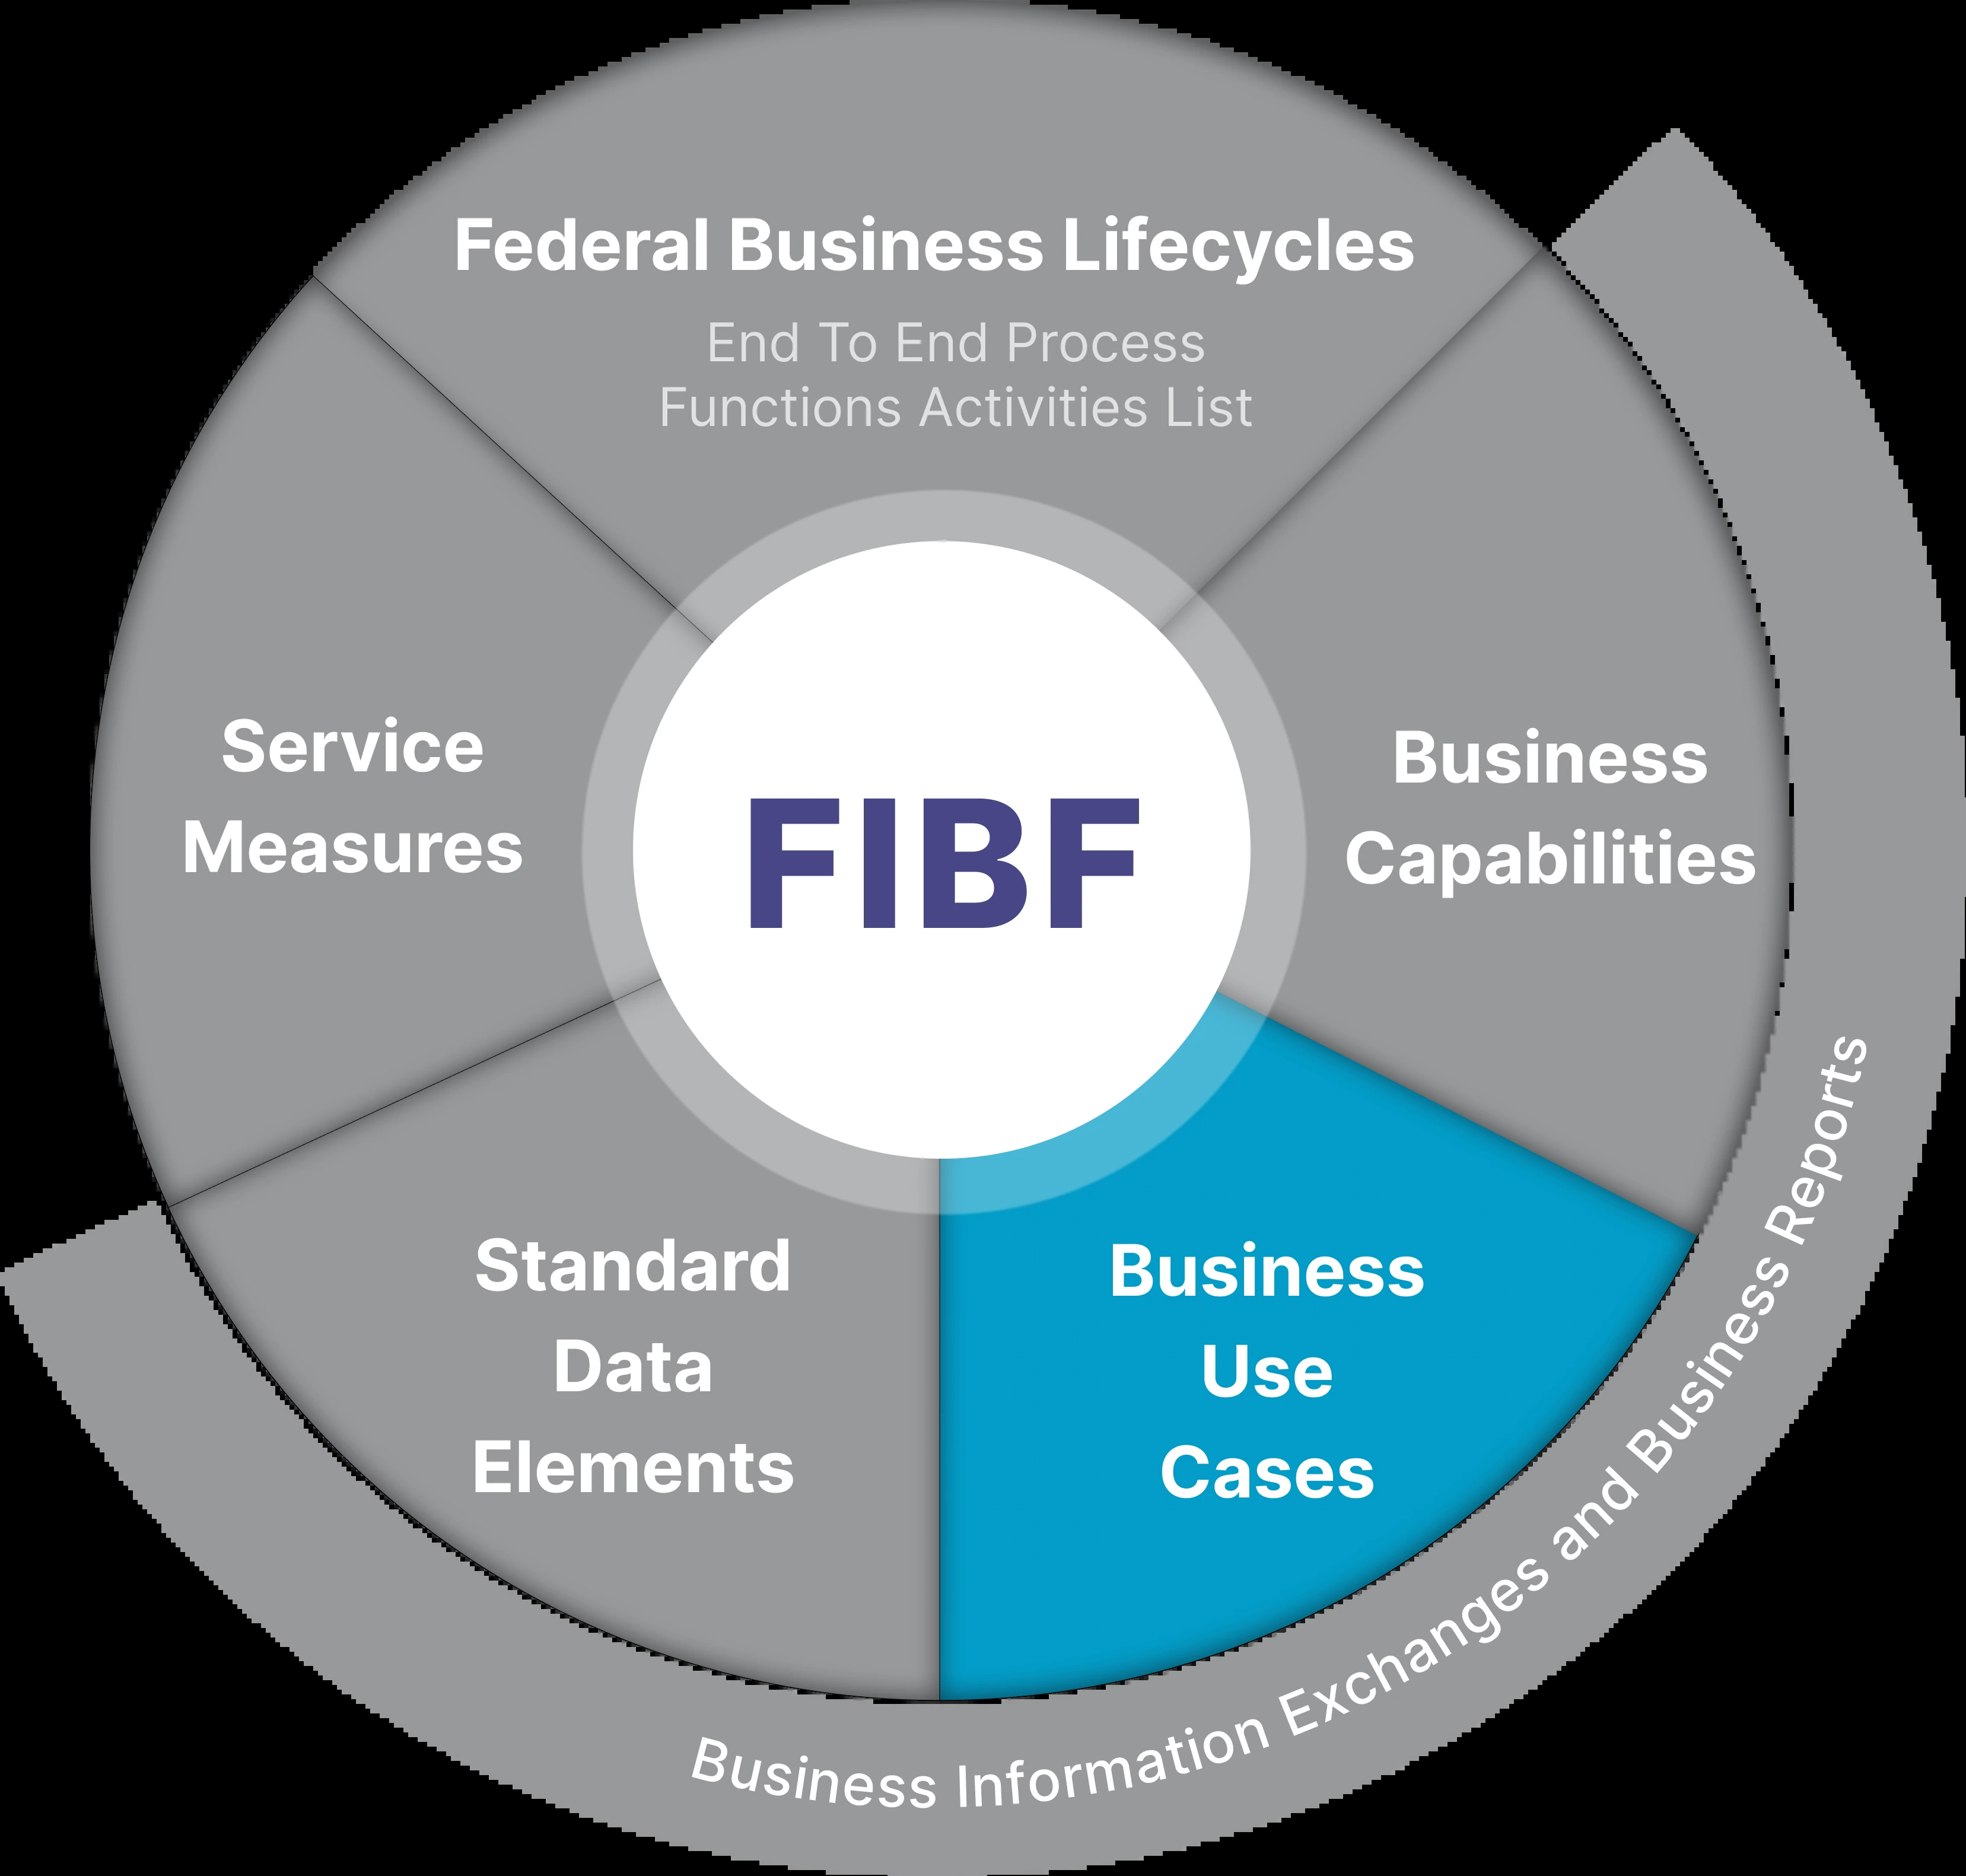 Federal Business Lifecycles
End To End Process
Functions Activities List
Service
Measures
FIBF
Business
Capabilities
Standard
Data
Elements
Business
Use
Cases
Business Information Exchanges and Business Reports